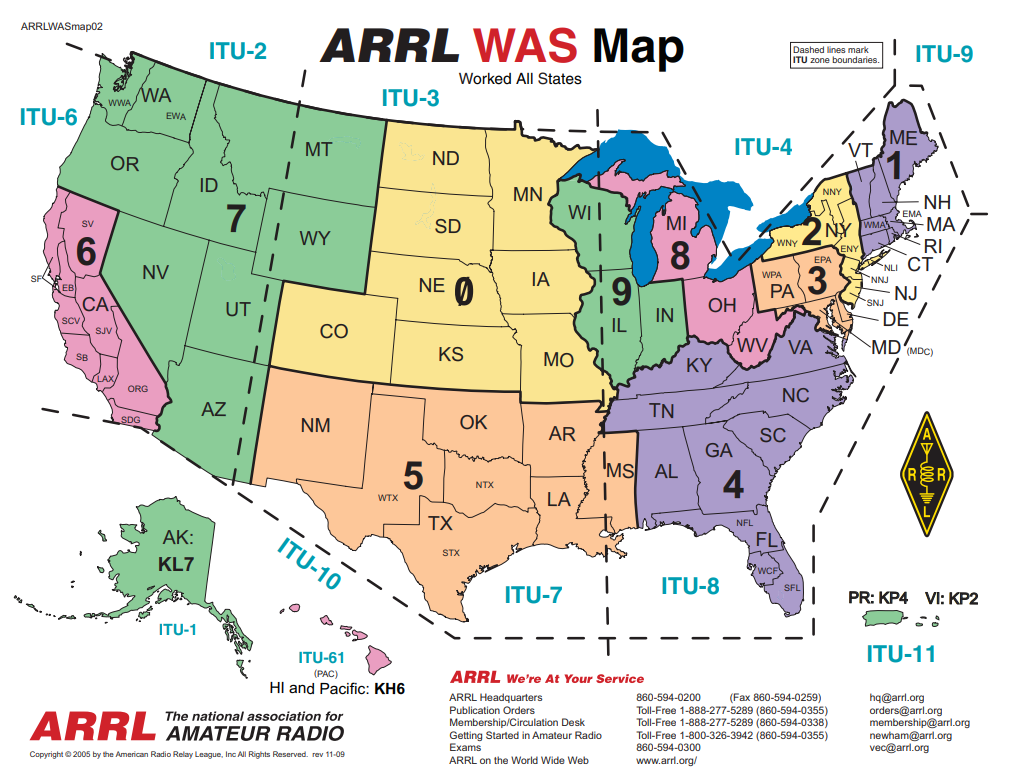 ARRLWASmap02
ARRL WAS Map
Worked All States
Dashed lines mark
ITU zone boundaries.
ITU-2
ITU-9
ITU-3
ITU-6
ITU-4
WWA
WA
EWA
MT
ND
MN
ME
VT
1
OR
ID
7
NNY
NH
EMA
SV
6
WY
SD
WI
MI
8
WNY
2
NY
WMA
MA
RI
ENY
CT
SF
EB
NV
NE
Ø
IA
9
WPA
EPA
3
NLI
NNJ
CA
UT
PA
NJ
SNJ
SCV
SJV
CO
IL
IN
OH
DE
SB
KS
MO
WV
VA
MD (MDC)
LAX
ORG
KY
SDG
AZ
NM
OK
AR
TN
NC
SC
GA
MS
AL
4
5
WTX
NTX
LA
TX
STX
NFL
FL
WCF
SFL
A
R R
L
AK:
KL7
ITU-1
ITU-10
ITU-7
ITU-8
PR: KP4 VI: KP2
ITU-11
ITU-61
(PAC)
HI and Pacific: KH6
ARRL The national association for
AMATEUR RADIO
Copyright © 2005 by the American Radio Relay League, Inc All Rights Reserved. rev 11-09
ARRL We're At Your Service
ARRL Headquarters 860-594-0200 (Fax 860-594-0259) hq@arrl.org
Publication Orders Toll-Free 1-888-277-5289 (860-594-0355) orders@arrl.org
Membership/Circulation Desk Toll-Free 1-888-277-5289 (860-594-0338) membership@arrl.org
Getting Started in Amateur Radio Toll-Free 1-800-326-3942 (860-594-0355) newham@arrl.org
Exams 860-594-0300 vec@arrl.org
ARRL on the World Wide Web www.arrl.org/